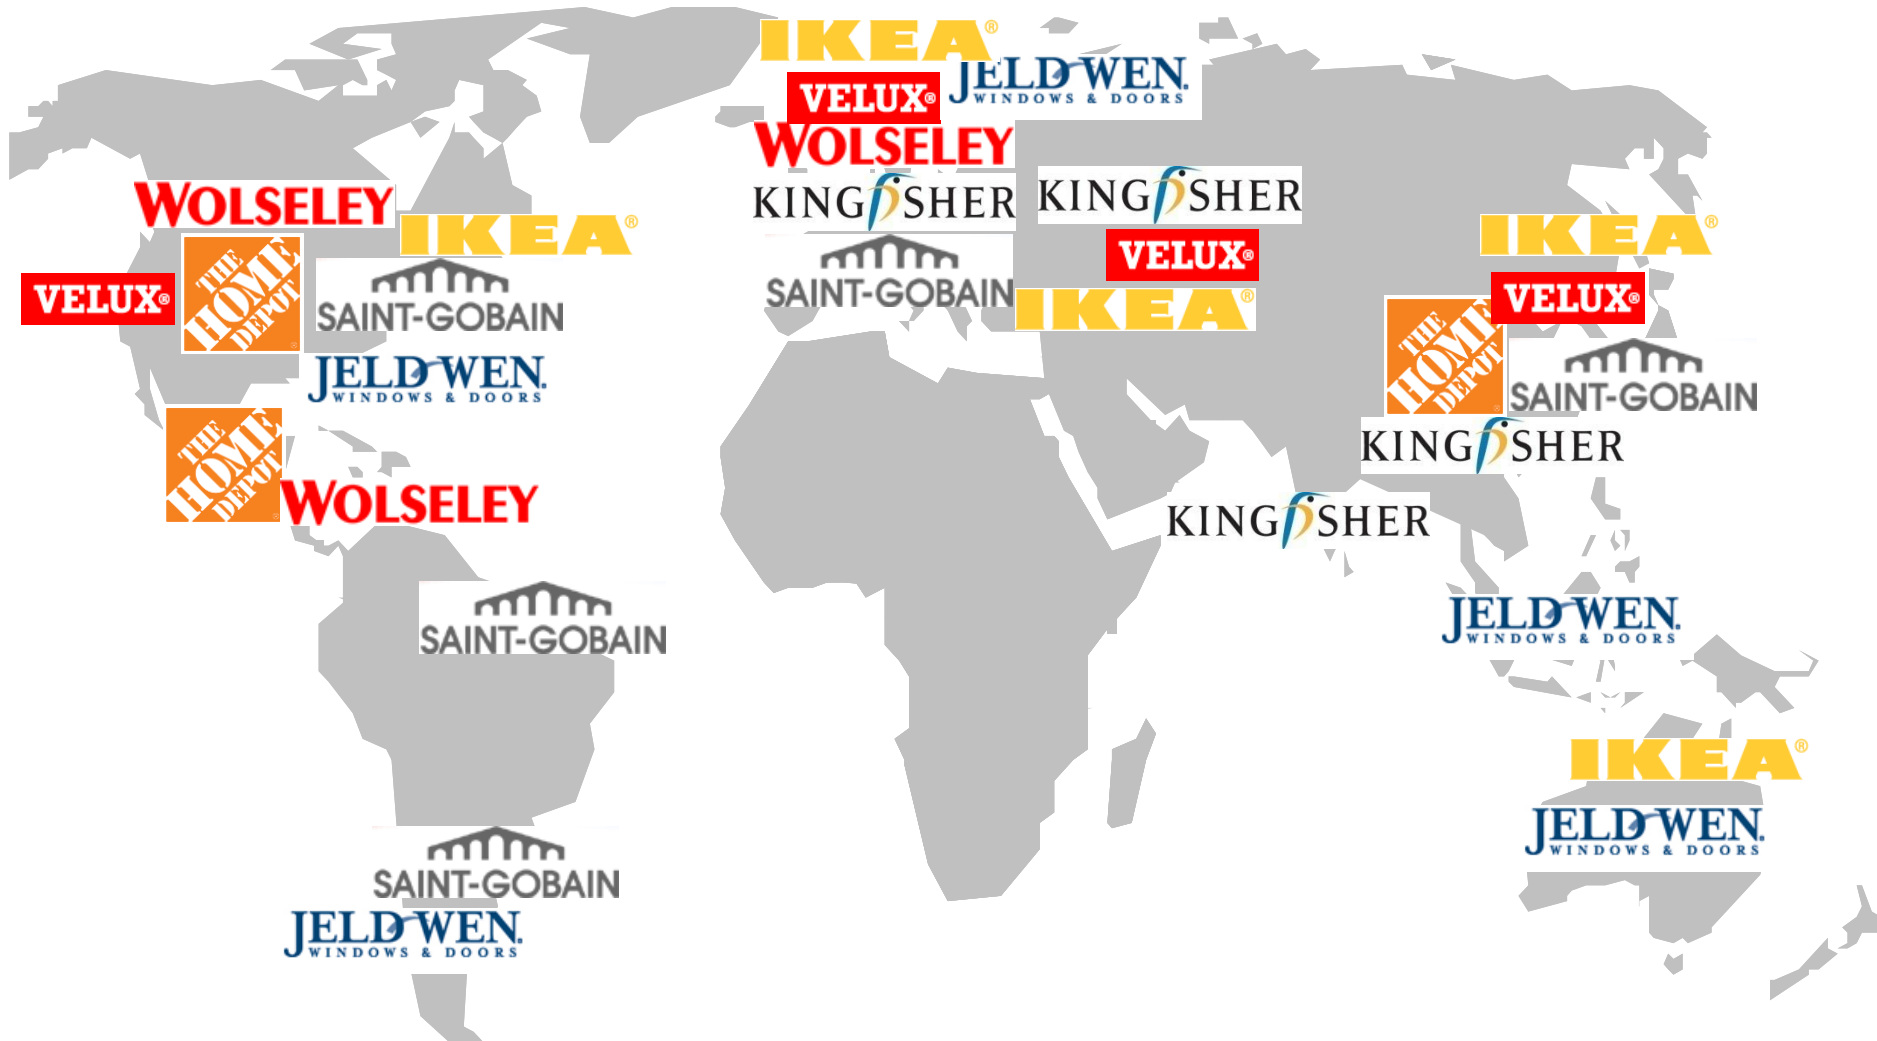 IKEA®
JELD-WEN.
WINDOWS & DOORS
VELUX®
WOLSELEY
KINGFISHER
SAINT-GOBAIN
KINGFISHER
VELUX®
IKEA®
WOLSELEY
IKEA®
VELUX®
THE
HOME
DEPOT
®
SAINT-GOBAIN
JELD-WEN.
WINDOWS & DOORS
THE
HOME
DEPOT
®
WOLSELEY
IKEA®
VELUX®
THE
HOME
DEPOT
®
SAINT-GOBAIN
KINGFISHER
KINGFISHER
JELD-WEN.
WINDOWS & DOORS
SAINT-GOBAIN
IKEA®
JELD-WEN.
WINDOWS & DOORS
SAINT-GOBAIN
JELD-WEN.
WINDOWS & DOORS